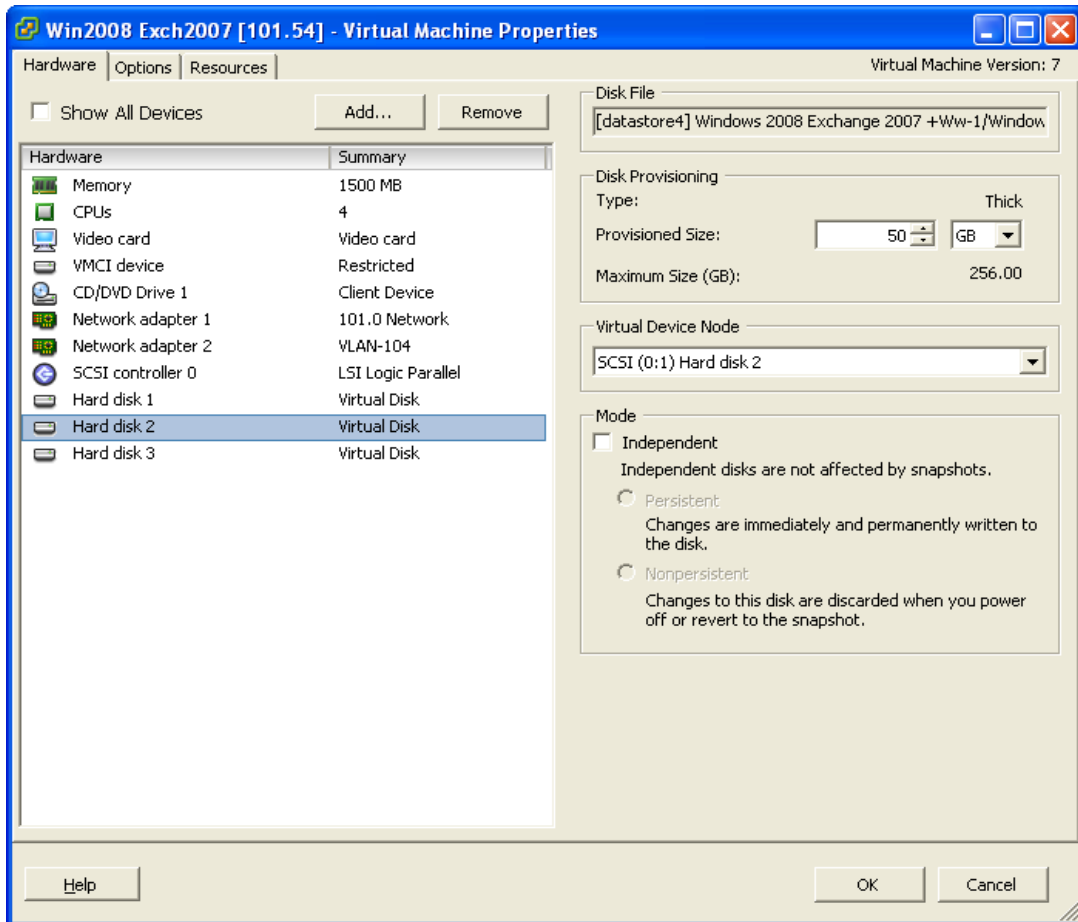 Win2008 Exch2007 [101.54] - Virtual Machine Properties
Hardware Options Resources
Virtual Machine Version: 7
Show All Devices Add... Remove
Hardware Summary
Memory 1500 MB
CPUs 4
Video card Video card
VMCI device Restricted
CD/DVD Drive 1 Client Device
Network adapter 1 101.0 Network
Network adapter 2 VLAN-104
SCSI controller 0 LSI Logic Parallel
Hard disk 1 Virtual Disk
Hard disk 2 Virtual Disk
Hard disk 3 Virtual Disk
Disk File
[datastore4] Windows 2008 Exchange 2007 +Ww-1/Window
Disk Provisioning
Type: Thick
Provisioned Size: 50 GB
Maximum Size (GB): 256.00
Virtual Device Node
SCSI (0:1) Hard disk 2
Mode
Independent
Independent disks are not affected by snapshots.
Persistent
Changes are immediately and permanently written to
the disk.
Nonpersistent
Changes to this disk are discarded when you power
off or revert to the snapshot.
Help OK Cancel